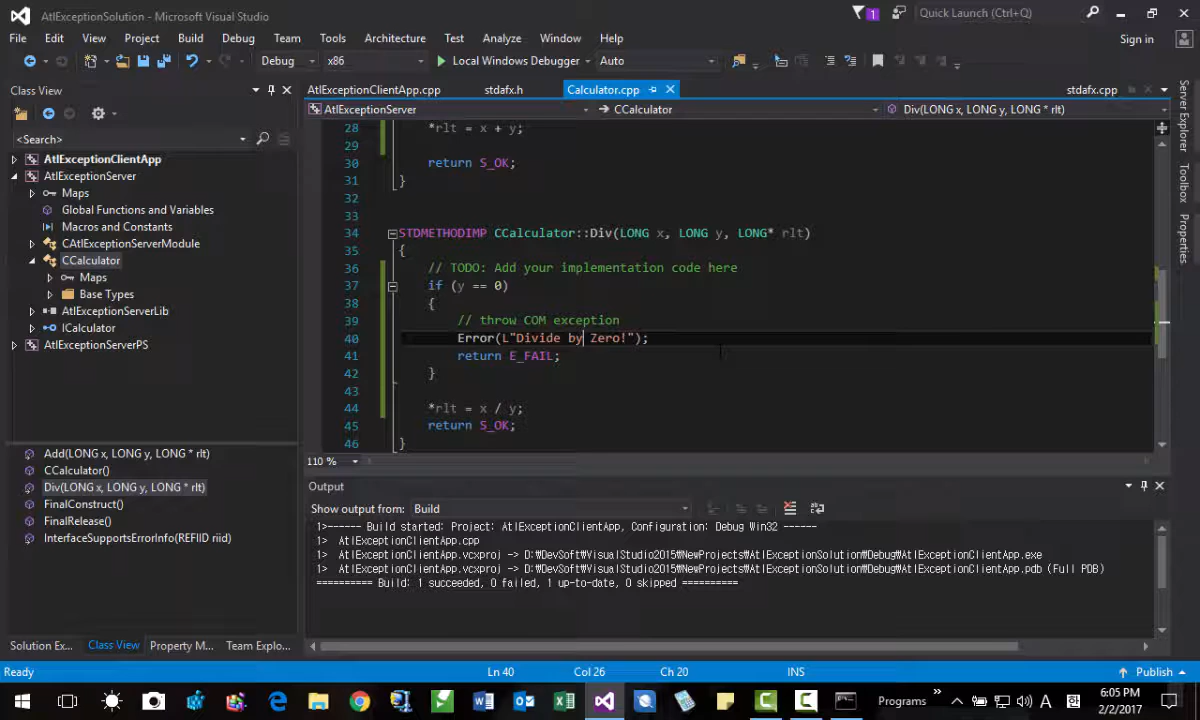 AtlExceptionSolution - Microsoft Visual Studio
1
Quick Launch (Ctrl+Q)
File Edit View Project Build Debug Team Tools Architecture Test Analyze Window Help
Sign in
Debug x86 Local Windows Debugger Auto
Class View
<Search>
AtlExceptionClientApp
AtlExceptionServer
Maps
Global Functions and Variables
Macros and Constants
CAtlExceptionServerModule
CCalculator
Maps
Base Types
AtlExceptionServerLib
ICalculator
AtlExceptionServerPS
Add(LONG x, LONG y, LONG * rlt)
CCalculator()
Div(LONG x, LONG y, LONG * rlt)
FinalConstruct()
FinalRelease()
InterfaceSupportsErrorInfo(REFIID riid)
Solution Ex... Class View Property M... Team Explo...
AtlExceptionClientApp.cpp stdafx.h Calculator.cpp stdafx.cpp
AtlExceptionServer CCalculator Div(LONG x, LONG y, LONG * rlt)
28 *rlt = x + y;
29
30 return S_OK;
31 }
32
33
34 STDMETHODIMP CCalculator::Div(LONG x, LONG y, LONG* rlt)
35 {
36 // TODO: Add your implementation code here
37 if (y == 0)
38 {
39 // throw COM exception
40 Error(L"Divide by Zero!");
41 return E_FAIL;
42 }
43
44 *rlt = x / y;
45 return S_OK;
46 }
110 %
Server Explorer
Toolbox
Properties
Output
Show output from: Build
1>------ Build started: Project: AtlExceptionClientApp, Configuration: Debug Win32 ------
1> AtlExceptionClientApp.cpp
1> AtlExceptionClientApp.vcxproj -> D:₩DevSoft₩VisualStudio2015₩NewProjects₩AtlExceptionSolution₩Debug₩AtlExceptionClientApp.exe
1> AtlExceptionClientApp.vcxproj -> D:₩DevSoft₩VisualStudio2015₩NewProjects₩AtlExceptionSolution₩Debug₩AtlExceptionClientApp.pdb (Full PDB)
========== Build: 1 succeeded, 0 failed, 1 up-to-date, 0 skipped ==========
Ready Ln 40 Col 26 Ch 20 INS Publish
Programs A 한 6:05 PM
2/2/2017